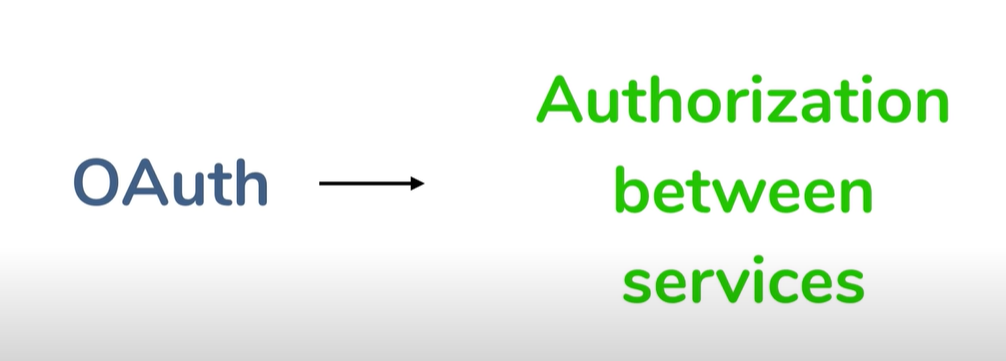 OAuth
Authorization
between
services